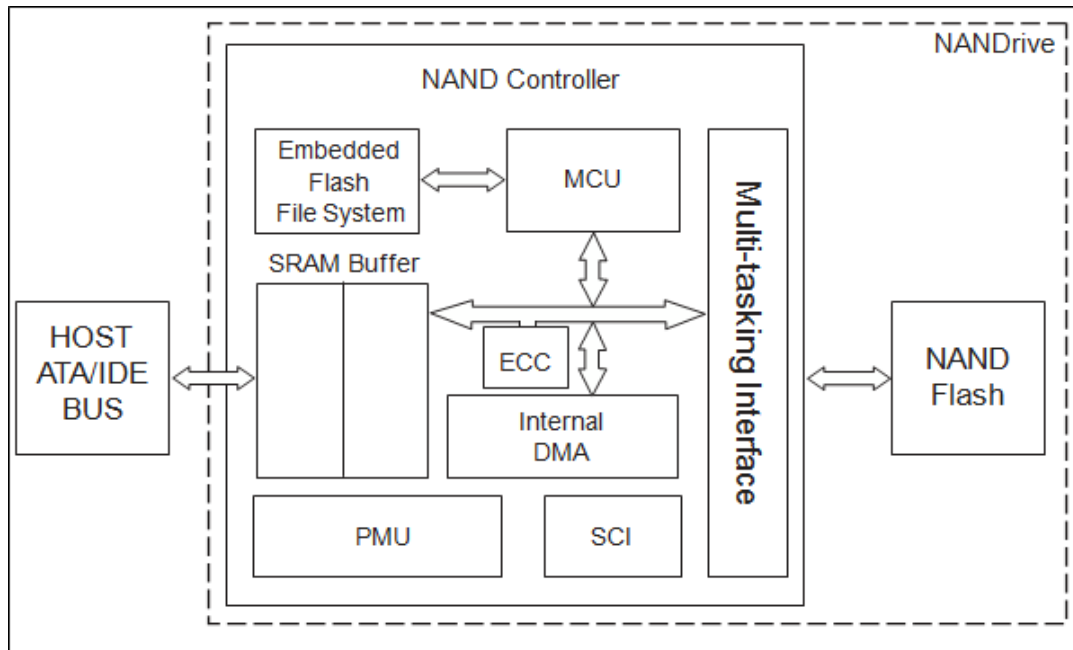 NANDrive
NAND Controller
Embedded
Flash
File System
MCU
Multi-tasking Interface
SRAM Buffer
HOST
ATA/IDE
BUS
ECC
NAND
Flash
Internal
DMA
PMU
SCI